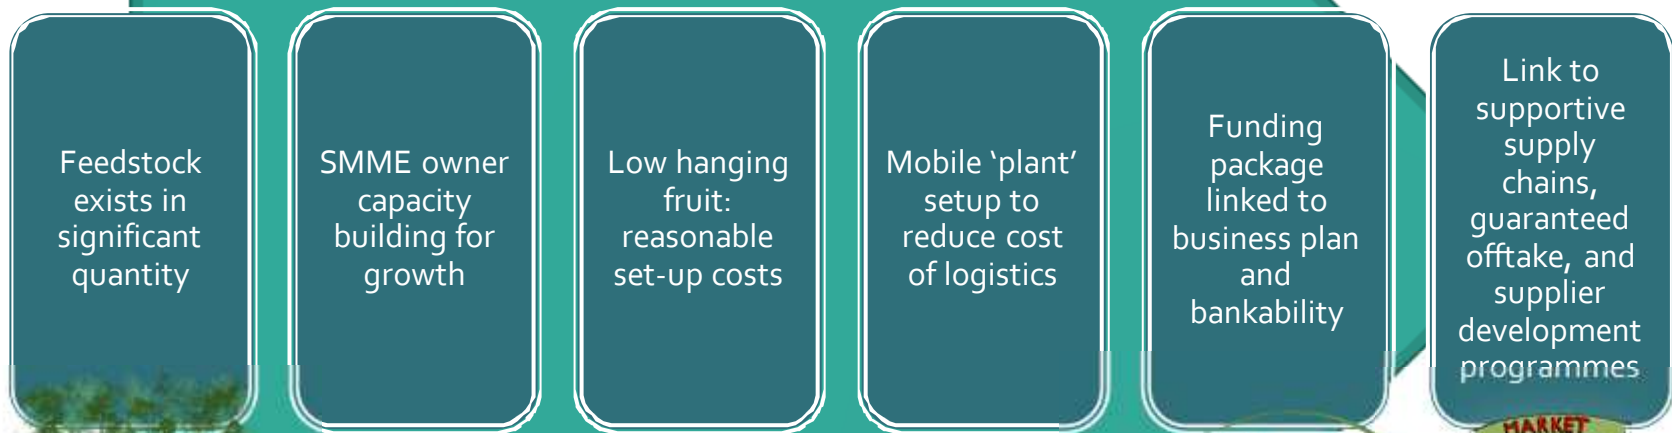 Feedstock
exists in
significant
quantity
SMME owner
capacity
building for
growth
Low hanging
fruit:
reasonable
set-up costs
Mobile ‘plant’
setup to
reduce cost
of logistics
Funding
package
linked to
business plan
and
bankability
Link to
supportive
supply
chains,
guaranteed
offtake, and
supplier
development
programmes
MARKET